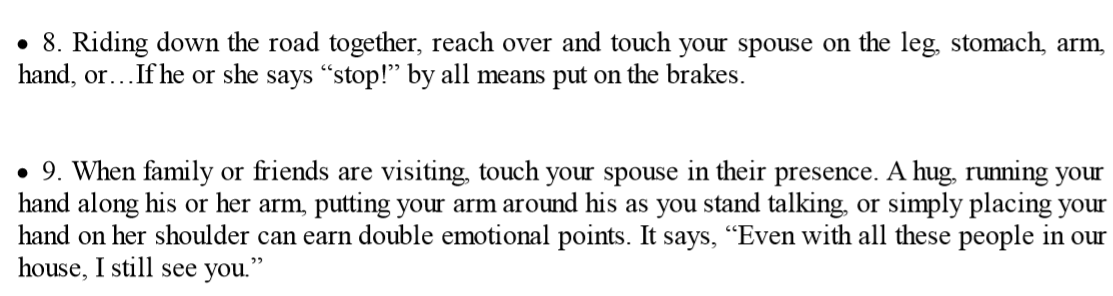 • 8. Riding down the road together, reach over and touch your spouse on the leg, stomach, arm,
hand, or…If he or she says “stop!” by all means put on the brakes.
• 9. When family or friends are visiting, touch your spouse in their presence. A hug, running your
hand along his or her arm, putting your arm around his as you stand talking, or simply placing your
hand on her shoulder can earn double emotional points. It says, “Even with all these people in our
house, I still see you.”